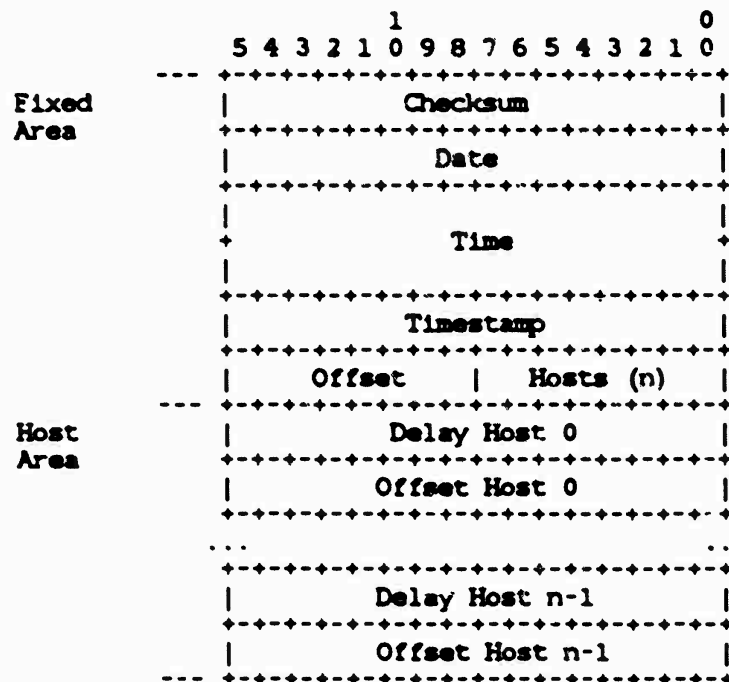 1                   0
              5 4 3 2 1 0 9 8 7 6 5 4 3 2 1 0
         --- +-+-+-+-+-+-+-+-+-+-+-+-+-+-+-+-+
Fixed        |           Checksum            |
Area         +-+-+-+-+-+-+-+-+-+-+-+-+-+-+-+-+
             |             Date              |
             +-+-+-+-+-+-+-+-+-+-+-+-+-+-+-+-+
             |                               |
             +             Time              +
             |                               |
             +-+-+-+-+-+-+-+-+-+-+-+-+-+-+-+-+
             |           Timestamp           |
             +-+-+-+-+-+-+-+-+-+-+-+-+-+-+-+-+
             |    Offset     |   Hosts (n)   |
         --- +-+-+-+-+-+-+-+-+-+-+-+-+-+-+-+-+
Host         |         Delay Host 0          |
Area         +-+-+-+-+-+-+-+-+-+-+-+-+-+-+-+-+
             |         Offset Host 0         |
             +-+-+-+-+-+-+-+-+-+-+-+-+-+-+-+-+
            ...                             ..
             +-+-+-+-+-+-+-+-+-+-+-+-+-+-+-+-+
             |        Delay Host n-1         |
             +-+-+-+-+-+-+-+-+-+-+-+-+-+-+-+-+
             |        Offset Host n-1        |
         --- +-+-+-+-+-+-+-+-+-+-+-+-+-+-+-+-+